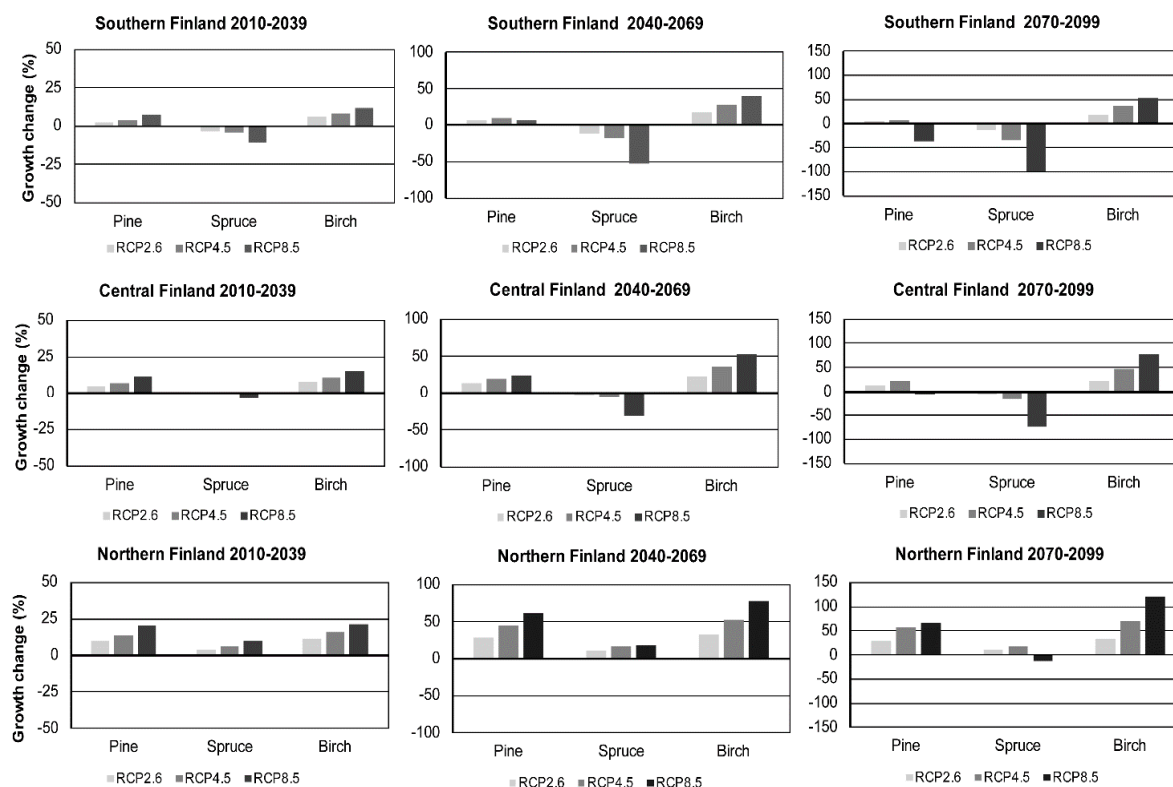 Southern Finland 2010-2039
Growth change (%)
50
25
0
-25
-50
Pine Spruce Birch
RCP2.6 RCP4.5 RCP8.5
Southern Finland 2040-2069
100
50
0
-50
-100
Pine Spruce Birch
RCP2.6 RCP4.5 RCP8.5
Southern Finland 2070-2099
150
100
50
0
-50
-100
-150
Pine Spruce Birch
RCP2.6 RCP4.5 RCP8.5
Central Finland 2010-2039
Growth change (%)
50
25
0
-25
-50
Pine Spruce Birch
RCP2.6 RCP4.5 RCP8.5
Central Finland 2040-2069
100
50
0
-50
-100
Pine Spruce Birch
RCP2.6 RCP4.5 RCP8.5
Central Finland 2070-2099
150
100
50
0
-50
-100
-150
Pine Spruce Birch
RCP2.6 RCP4.5 RCP8.5
Northern Finland 2010-2039
Growth change (%)
50
25
0
-25
-50
Pine Spruce Birch
RCP2.6 RCP4.5 RCP8.5
Northern Finland 2040-2069
100
50
0
-50
-100
Pine Spruce Birch
RCP2.6 RCP4.5 RCP8.5
Northern Finland 2070-2099
150
100
50
0
-50
-100
-150
Pine Spruce Birch
RCP2.6 RCP4.5 RCP8.5